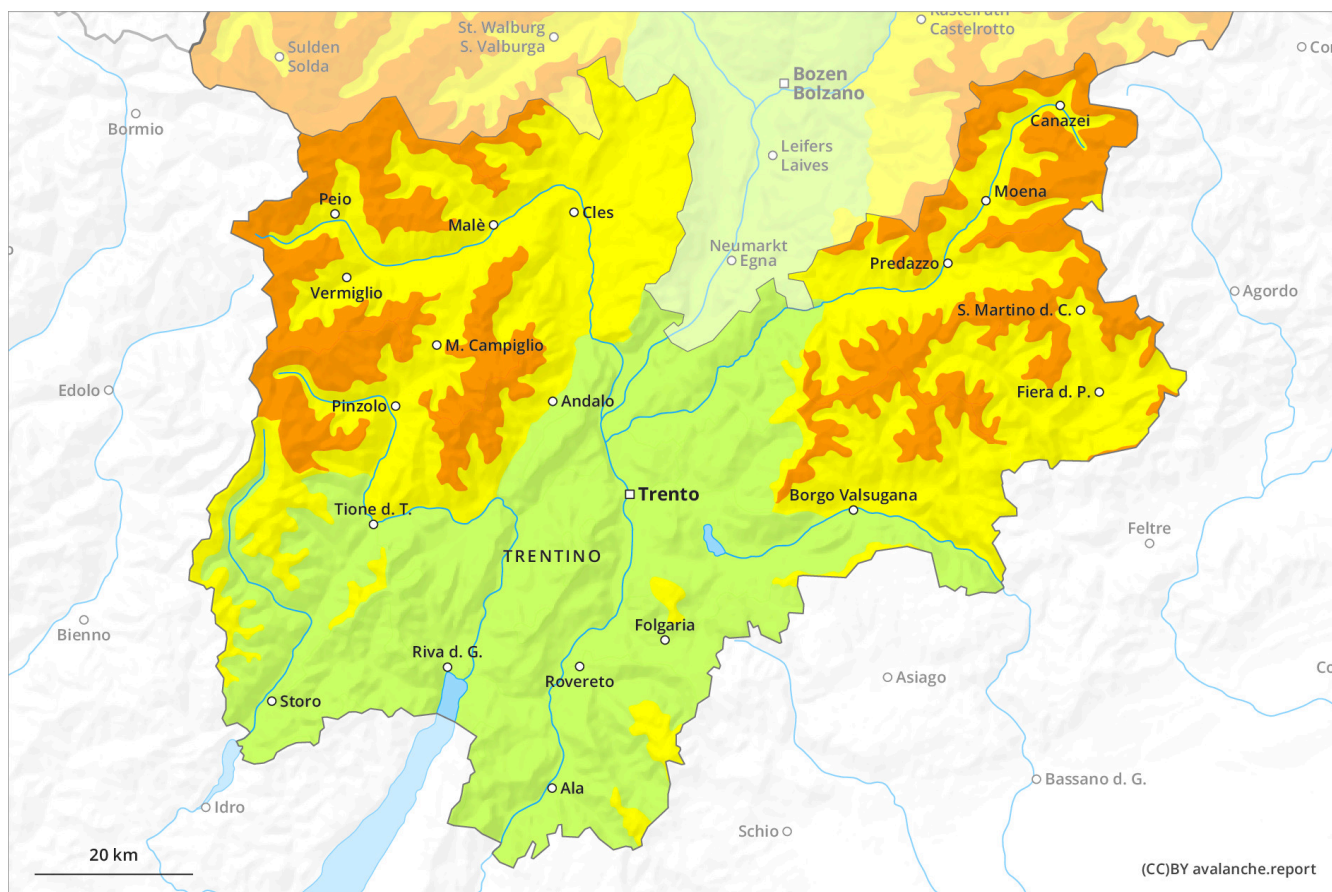 Kastelruth
Castelrotto
St. Walburg
S. Valburga
Sulden
Solda
Cor
Bozen
Bolzano
Canazei
Bormio
Leifers
Laives
Moena
Peio
Malè
Cles
Neumarkt
Egna
Predazzo
Vermiglio
Agordo
S. Martino d. C.
M. Campiglio
Edolo
Fiera d. P.
Pinzolo
Andalo
Trento
Borgo Valsugana
Tione d. T.
Feltre
TRENTINO
Bienno
Folgaria
Riva d. G.
Rovereto
Asiago
Co
Storo
Ala
Bassano d. G.
Idro
Schio
20 km
(CC)BY avalanche.report